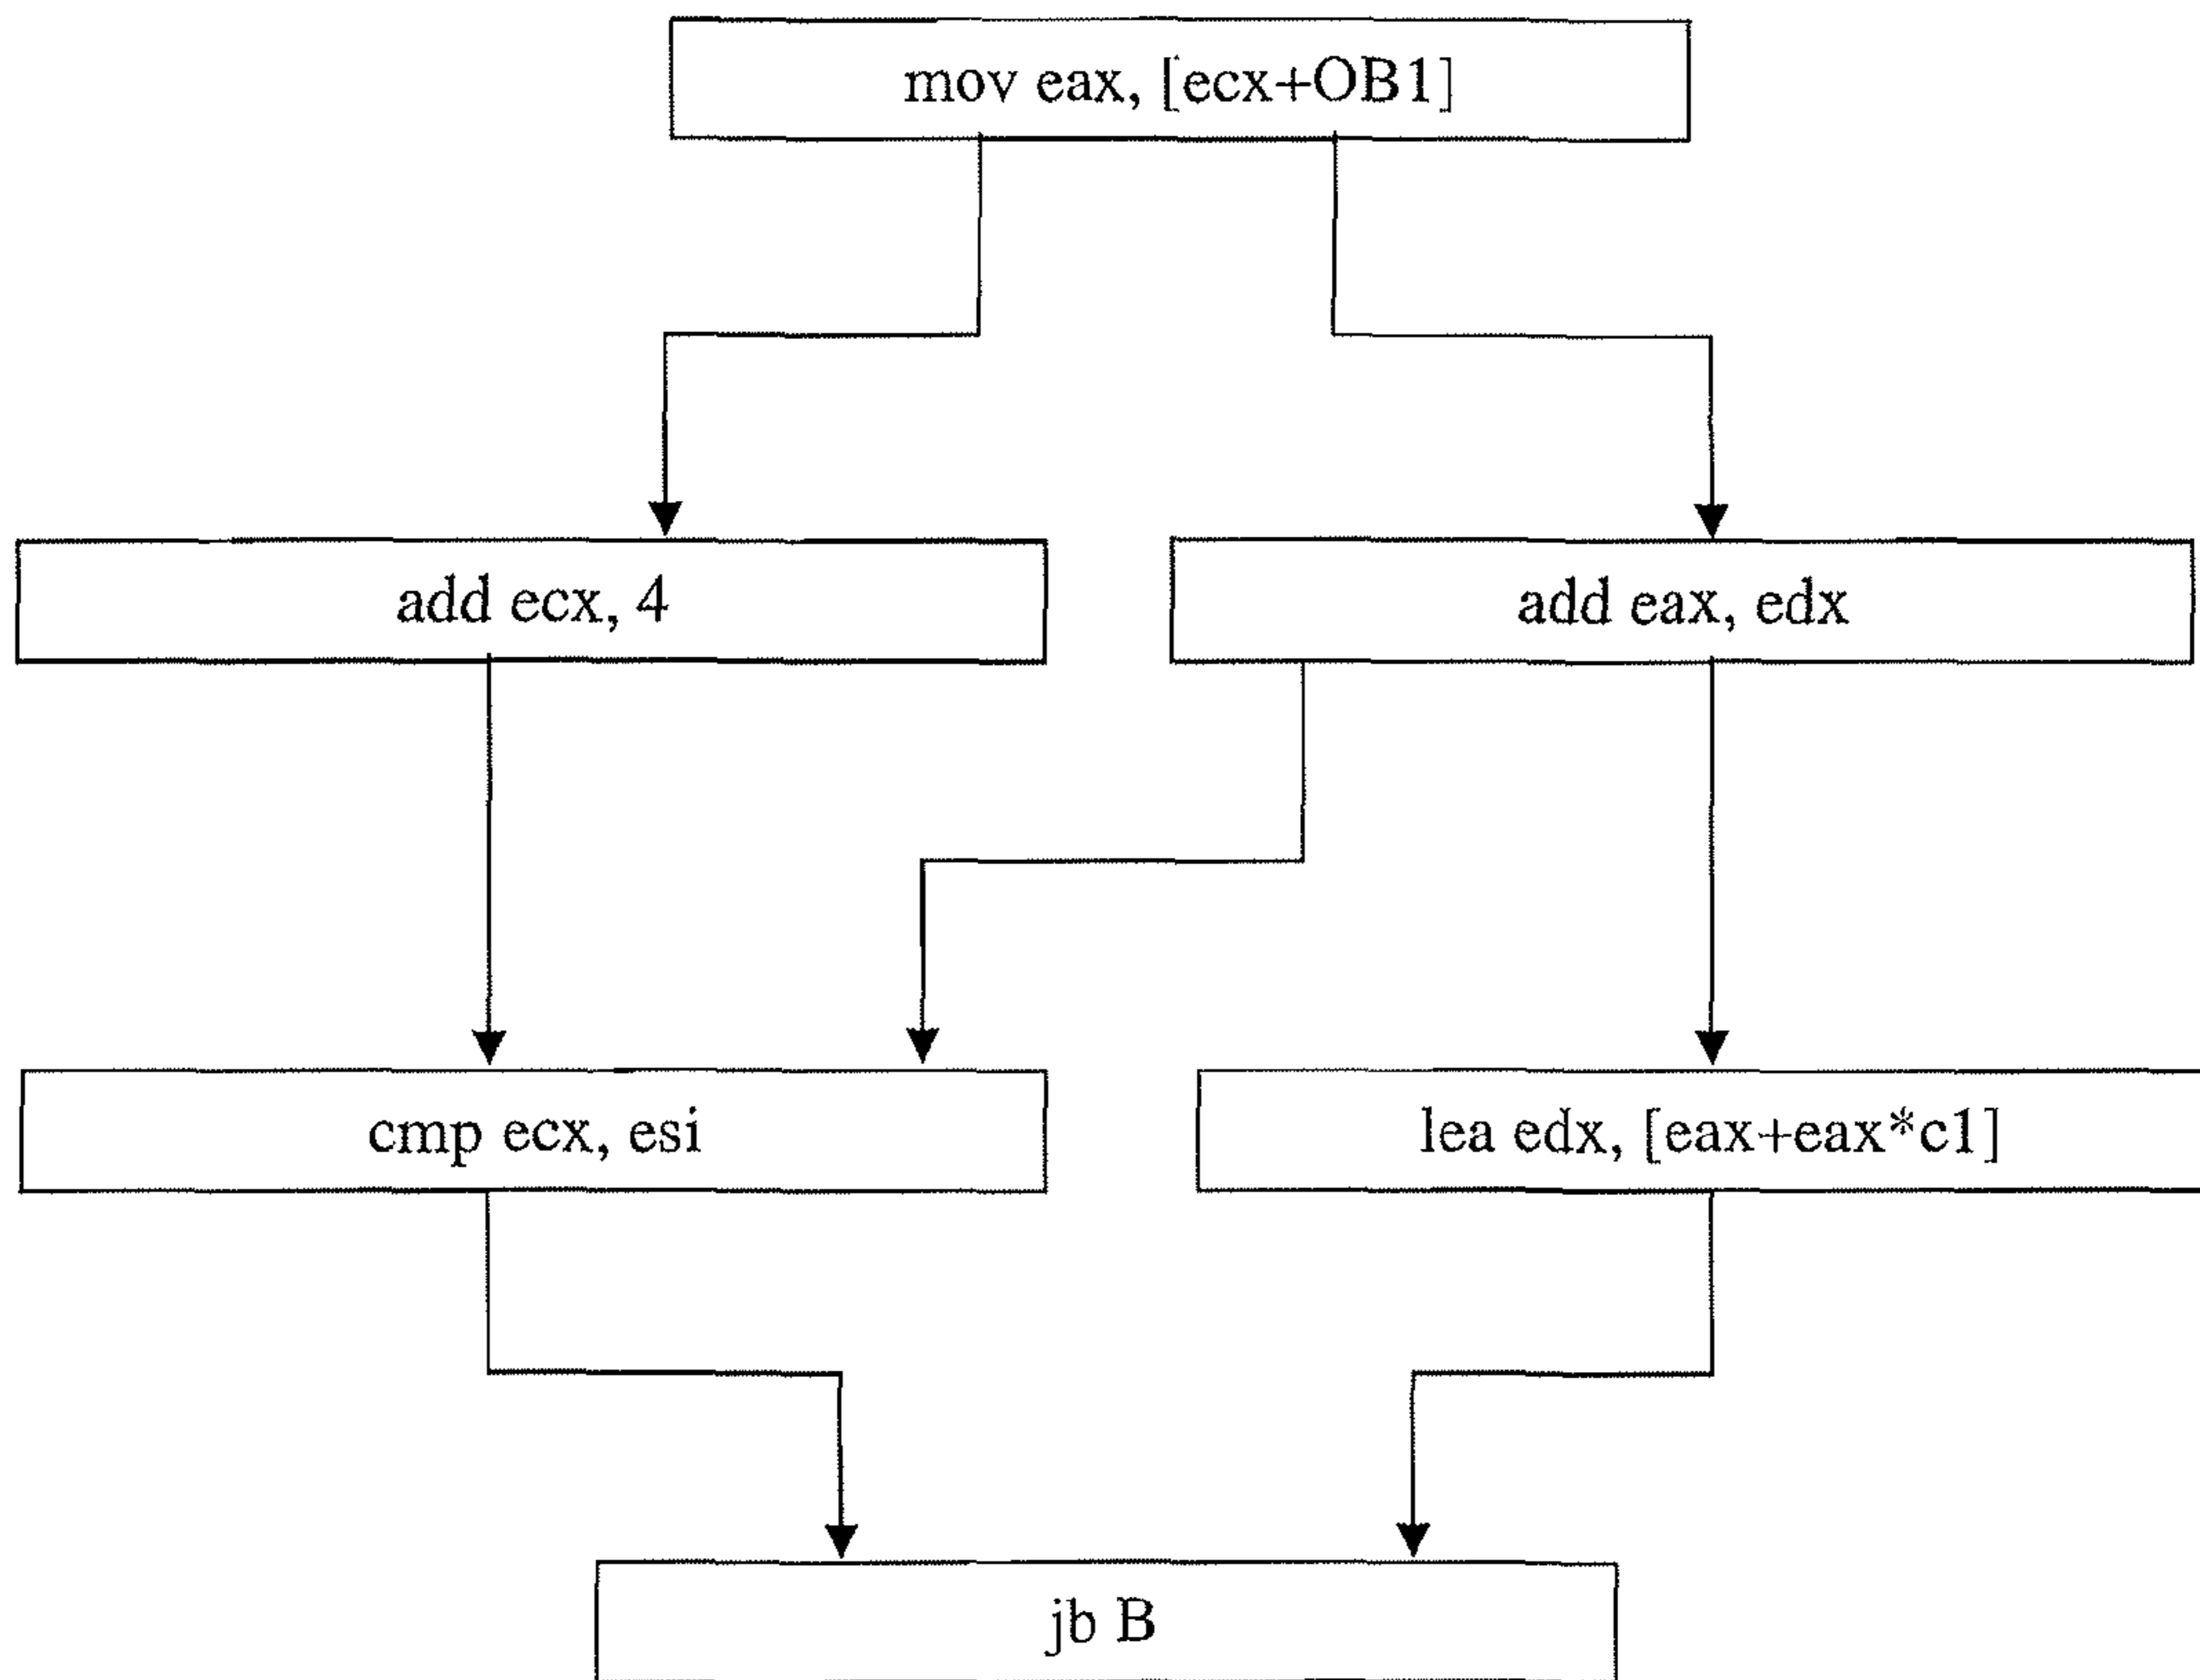 mov eax, [ecx+OB1]
add ecx, 4
add eax, edx
cmp ecx, esi
lea edx, [eax+eax*c1]
jb B